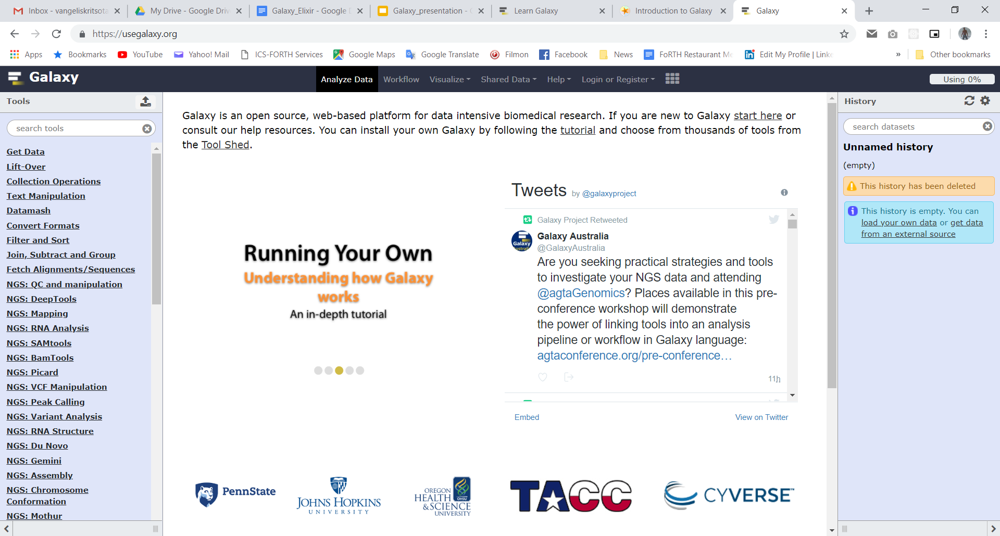 Inbox - vangeliskritsota
My Drive - Google Driv
Galaxy_Elixir - Google D
Galaxy_presentation - G
Learn Galaxy
Introduction to Galaxy
Galaxy
https://usegalaxy.org
Apps
Bookmarks
YouTube
Yahoo! Mail
ICS-FORTH Services
Google Maps
Google Translate
Filmon
Facebook
News
FoRTH Restaurant Me
Edit My Profile | Linke
»
Other bookmarks
Galaxy
Analyze Data
Workflow
Visualize
Shared Data
Help
Login or Register
Using 0%
Tools
search tools
Get Data
Lift-Over
Collection Operations
Text Manipulation
Datamash
Convert Formats
Filter and Sort
Join, Subtract and Group
Fetch Alignments/Sequences
NGS: QC and manipulation
NGS: DeepTools
NGS: Mapping
NGS: RNA Analysis
NGS: SAMtools
NGS: BamTools
NGS: Picard
NGS: VCF Manipulation
NGS: Peak Calling
NGS: Variant Analysis
NGS: RNA Structure
NGS: Du Novo
NGS: Gemini
NGS: Assembly
NGS: Chromosome
Conformation
NGS: Mothur
Galaxy is an open source, web-based platform for data intensive biomedical research. If you are new to Galaxy start here or
consult our help resources. You can install your own Galaxy by following the tutorial and choose from thousands of tools from
the Tool Shed.
Running Your Own
Understanding how Galaxy
works
An in-depth tutorial
Tweets by @galaxyproject
Galaxy Project Retweeted
Galaxy
Galaxy Australia
@GalaxyAustralia
Are you seeking practical strategies and tools
to investigate your NGS data and attending
@agtaGenomics? Places available in this pre-
conference workshop will demonstrate
the power of linking tools into an analysis
pipeline or workflow in Galaxy language:
agtaconference.org/pre-conference…
11h
Embed
View on Twitter
PennState
JOHNS HOPKINS
UNIVERSITY
OREGON
HEALTH
& SCIENCE
UNIVERSITY
OHSU
TACC
CYVERSE™
History
search datasets
Unnamed history
(empty)
This history has been deleted
This history is empty. You can
load your own data or get data
from an external source